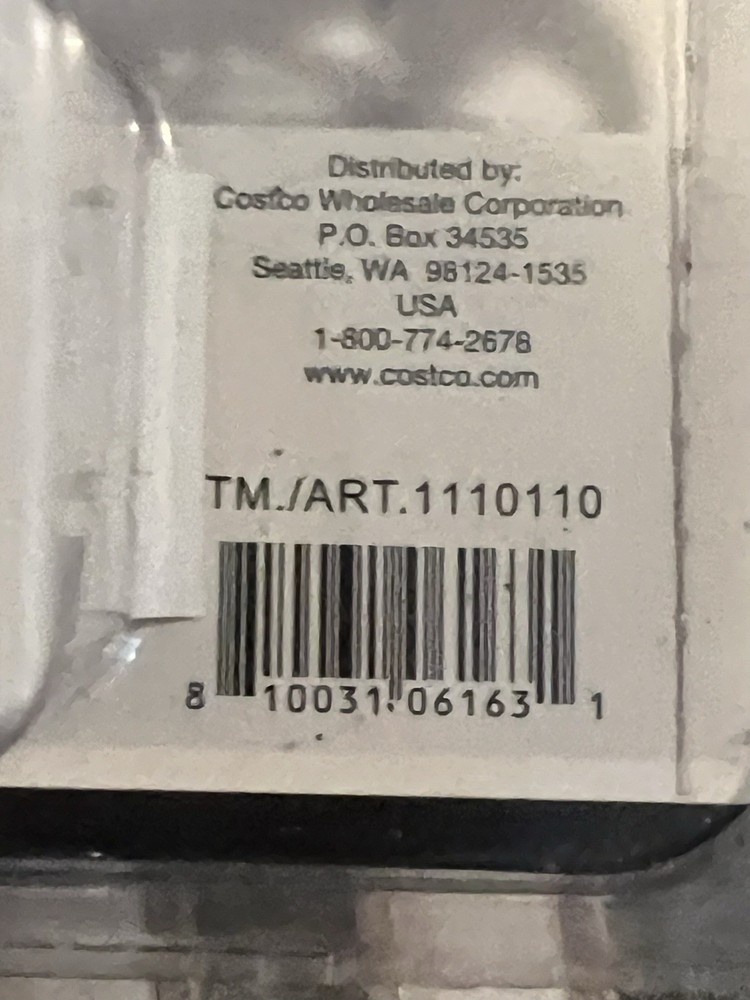 Distributed by:
Costco Wholesale Corporation
P.O. Box 34535
Seattle, WA 98124-1535
USA
1-800-774-2678
www.costco.com
TM./ART.1110110
8 10031 06163 1